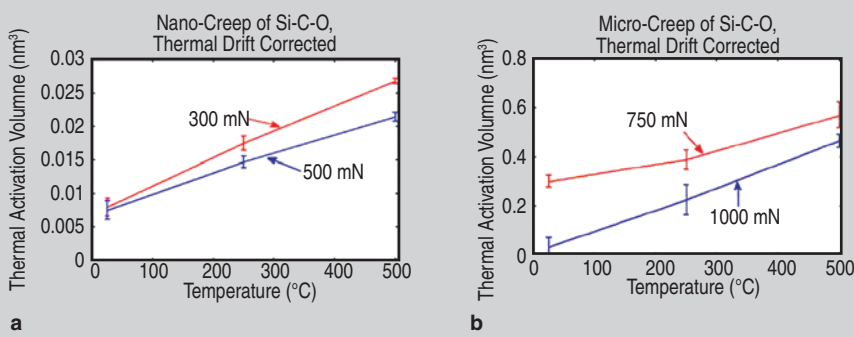 Nano-Creep of Si-C-O,
Thermal Drift Corrected
Thermal Activation Volumne (nm³)
0.03
0.025
0.02
0.015
0.01
0.005
0
300 mN
500 mN
0 100 200 300 400 500
Temperature (°C)
a
Micro-Creep of Si-C-O,
Thermal Drift Corrected
Thermal Activation Volumne (nm³)
0.8
0.6
0.4
0.2
0
750 mN
1000 mN
0 100 200 300 400 500
Temperature (°C)
b